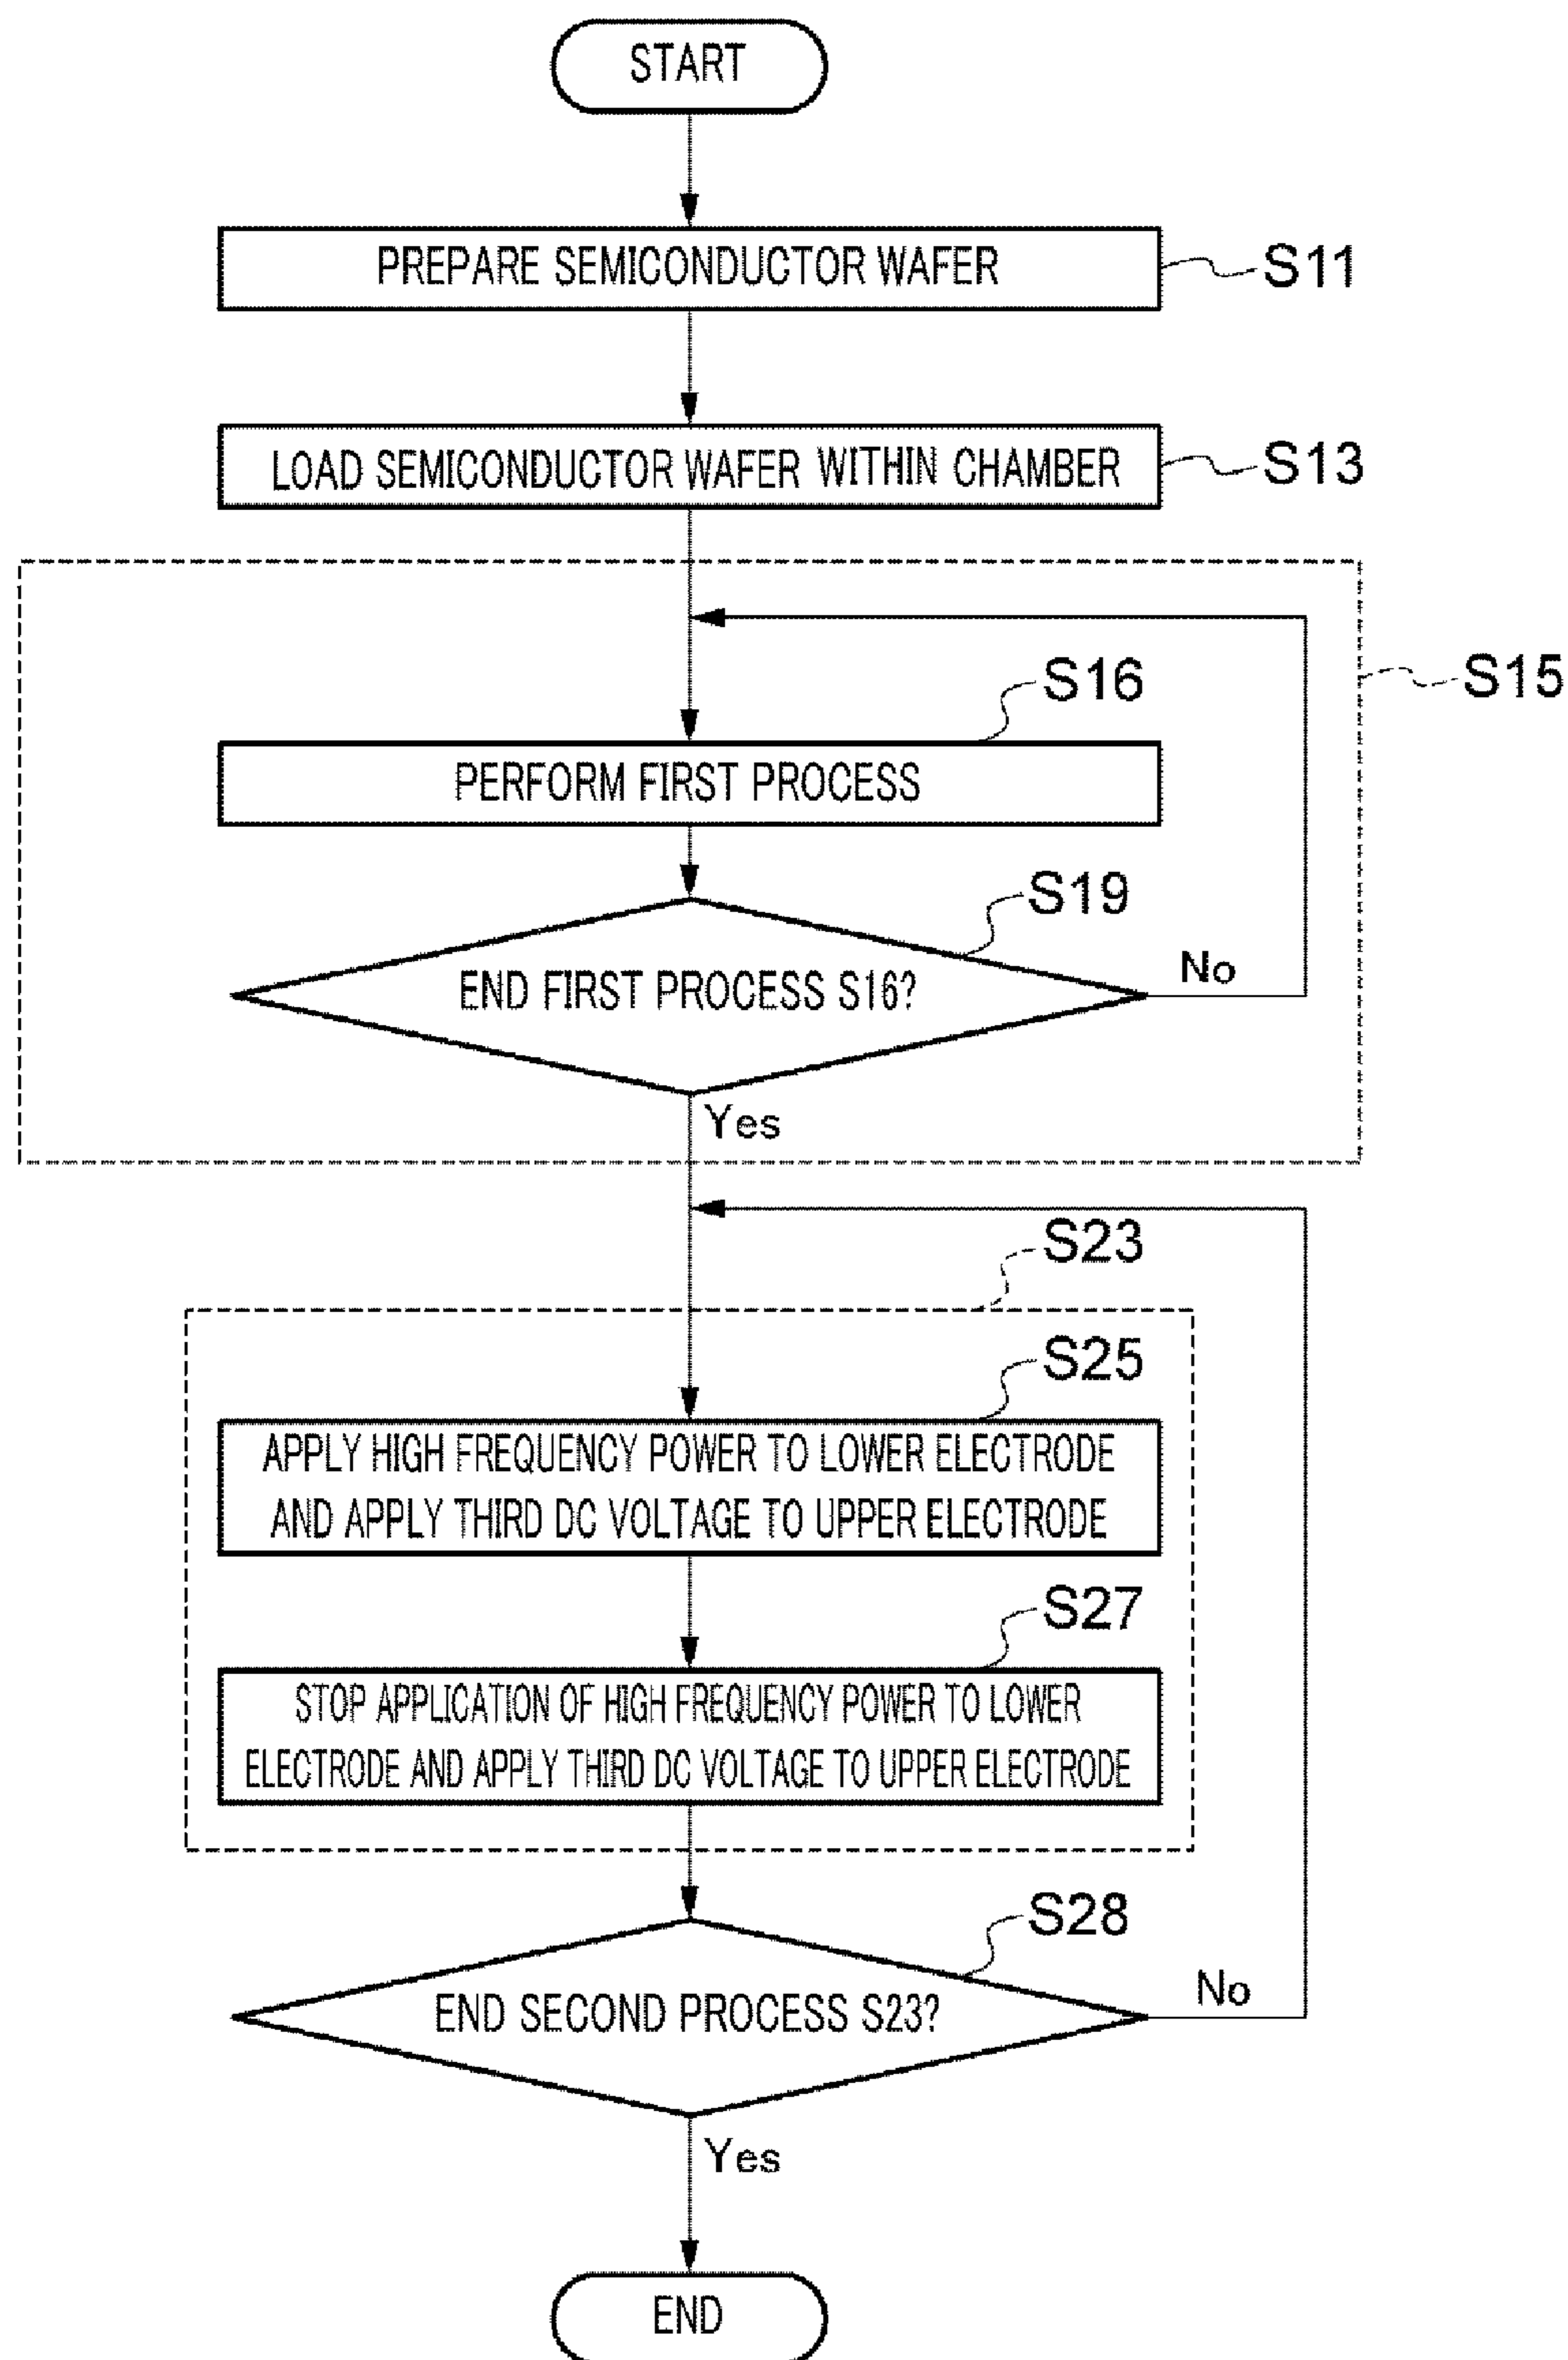 START
PREPARE SEMICONDUCTOR WAFER
S11
LOAD SEMICONDUCTOR WAFER WITHIN CHAMBER
S13
S15
S16
PERFORM FIRST PROCESS
S19
END FIRST PROCESS S16?
No
Yes
S23
S25
APPLY HIGH FREQUENCY POWER TO LOWER ELECTRODE
AND APPLY THIRD DC VOLTAGE TO UPPER ELECTRODE
S27
STOP APPLICATION OF HIGH FREQUENCY POWER TO LOWER
ELECTRODE AND APPLY THIRD DC VOLTAGE TO UPPER ELECTRODE
S28
END SECOND PROCESS S23?
No
Yes
END